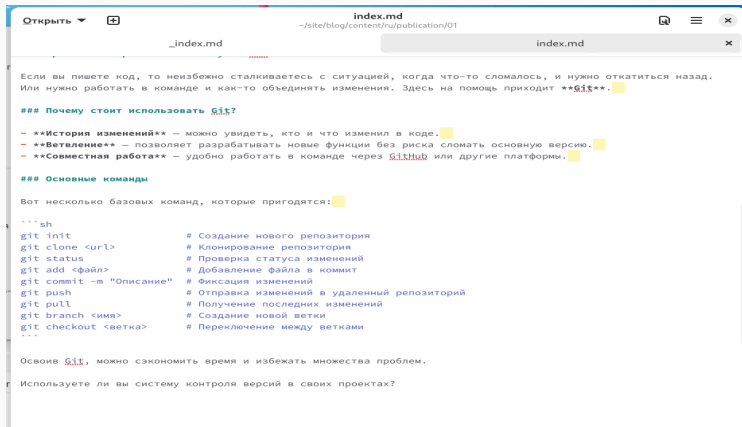 Открыть
index.md
~/site/blog/content/ru/publication/01
_index.md
index.md
Если вы пишете код, то неизбежно сталкиваетесь с ситуацией, когда что-то сломалось, и нужно откатиться назад.
Или нужно работать в команде и как-то объединять изменения. Здесь на помощь приходит **Git**.
### Почему стоит использовать Git?
- **История изменений** — можно увидеть, кто и что изменил в коде.
- **Ветвление** — позволяет разрабатывать новые функции без риска сломать основную версию.
- **Совместная работа** — удобно работать в команде через GitHub или другие платформы.
### Основные команды
Вот несколько базовых команд, которые пригодятся:
```sh
git init # Создание нового репозитория
git clone <url> # Клонирование репозитория
git status # Проверка статуса изменений
git add <файл> # Добавление файла в коммит
git commit -m "Описание" # Фиксация изменений
git push # Отправка изменений в удаленный репозиторий
git pull # Получение последних изменений
git branch <имя> # Создание новой ветки
git checkout <ветка> # Переключение между ветками
```
Освоив Git, можно сэкономить время и избежать множества проблем.
Используете ли вы систему контроля версий в своих проектах?